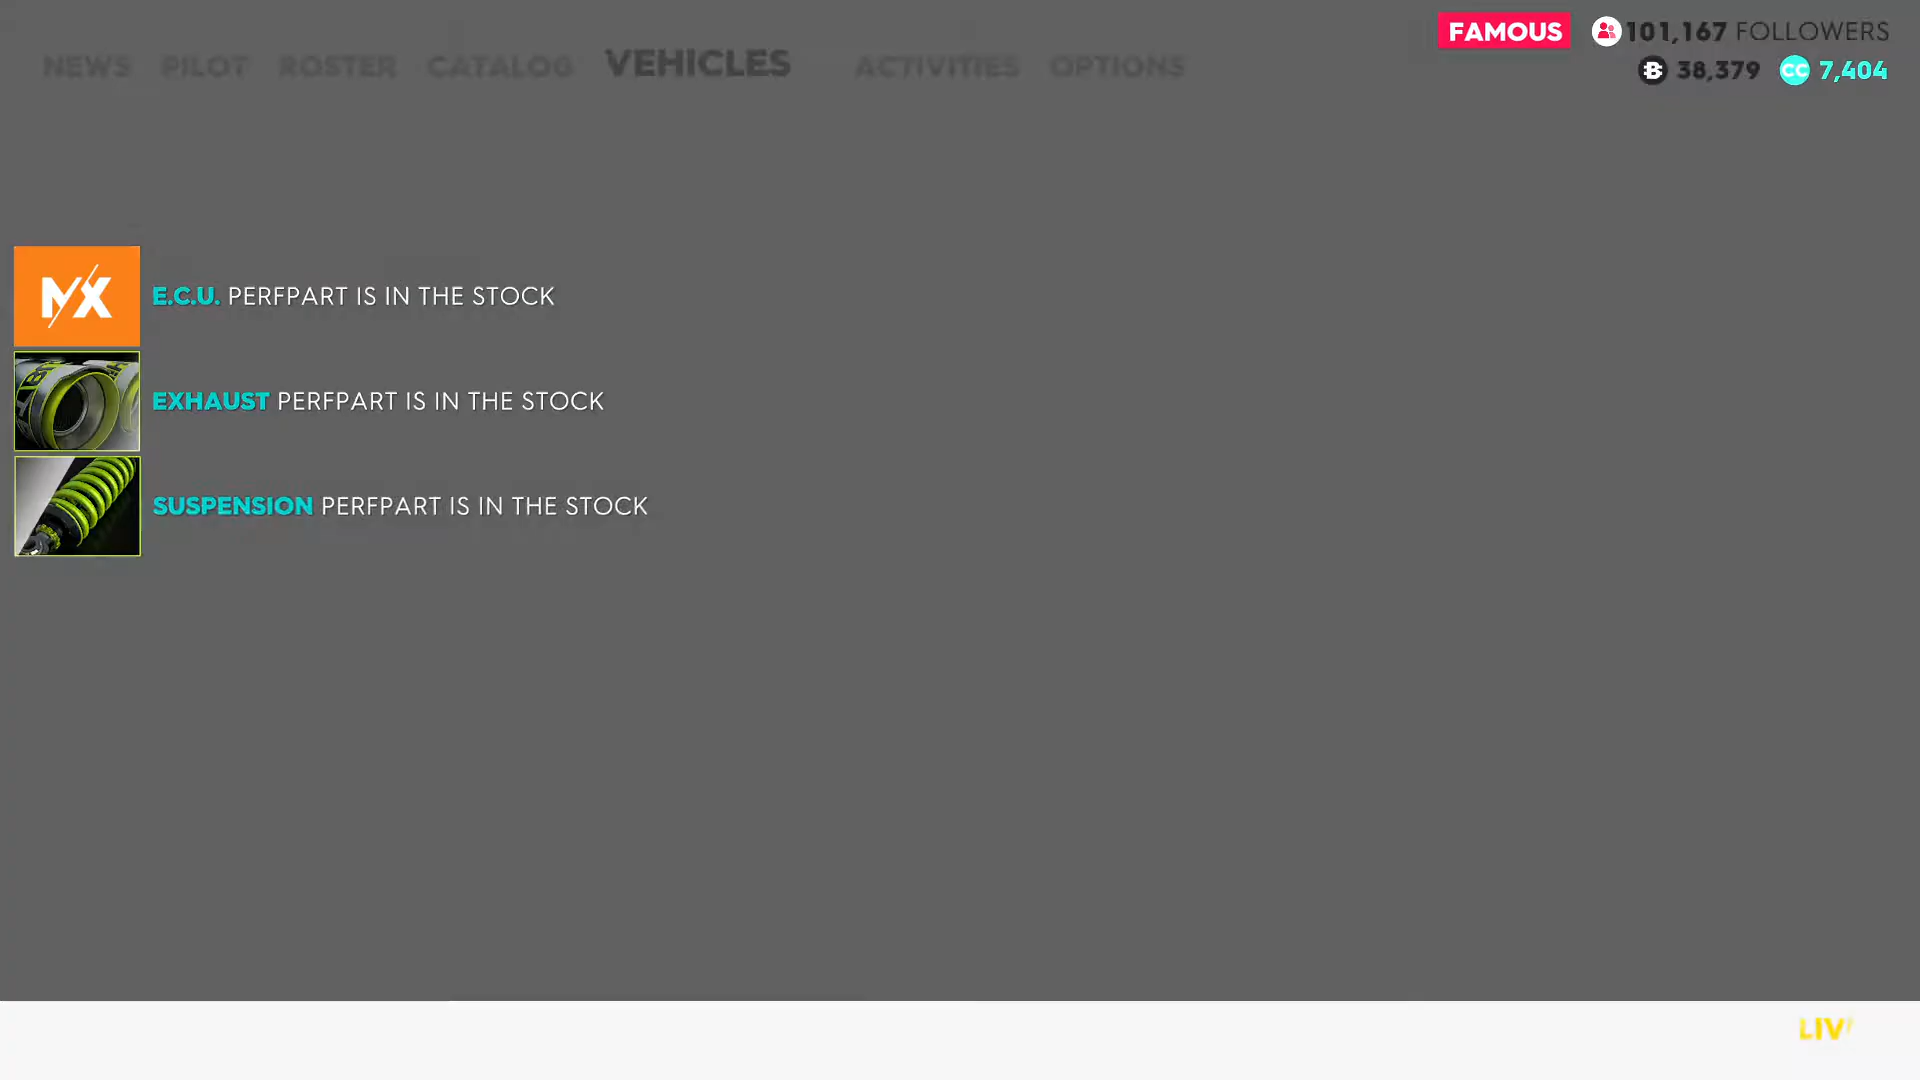 NEWS PILOT ROSTER CATALOG VEHICLES ACTIVITIES OPTIONS
FAMOUS 101,167 FOLLOWERS
B 38,379 CC 7,404
MX
E.C.U. PERFPART IS IN THE STOCK
EXHAUST PERFPART IS IN THE STOCK
SUSPENSION PERFPART IS IN THE STOCK
LIV